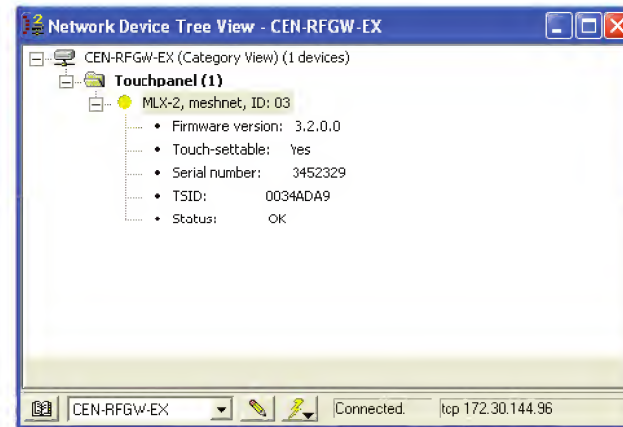 Network Device Tree View - CEN-RFGW-EX
CEN-RFGW-EX (Category View) (1 devices)
Touchpanel (1)
MLX-2, meshnet, ID: 03
• Firmware version: 3.2.0.0
• Touch-settable: Yes
• Serial number: 3452329
• TSID: 0034ADA9
• Status: OK
CEN-RFGW-EX Connected. tcp 172.30.144.96